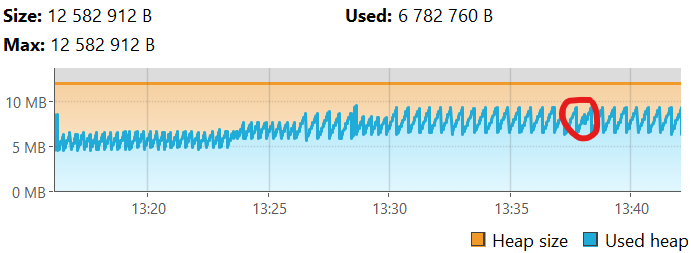 Size: 12 582 912 B Used: 6 782 760 B
Max: 12 582 912 B
10 MB
5 MB
0 MB
13:20 13:25 13:30 13:35 13:40
Heap size Used heap